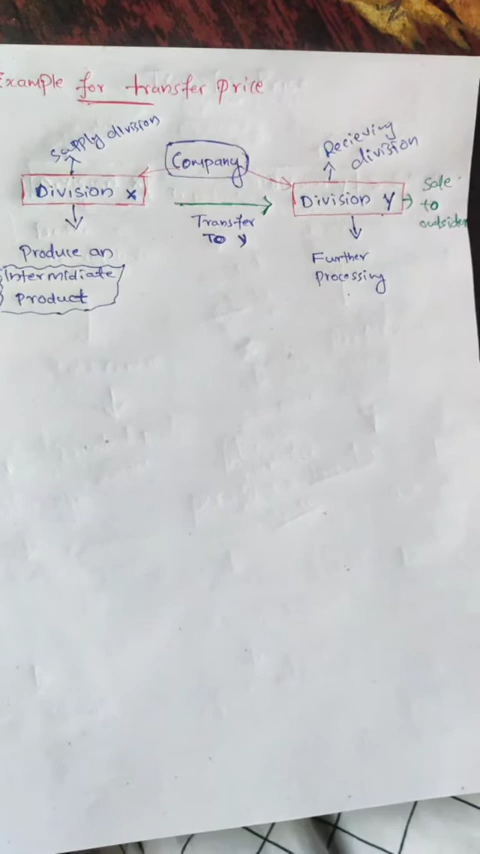 Example for transfer price
Supply division
Company
Recieving
division
Division X
Division Y
Sale
to
outsider
Transfer
To Y
Produce an
intermidiate
product
Further
Processing